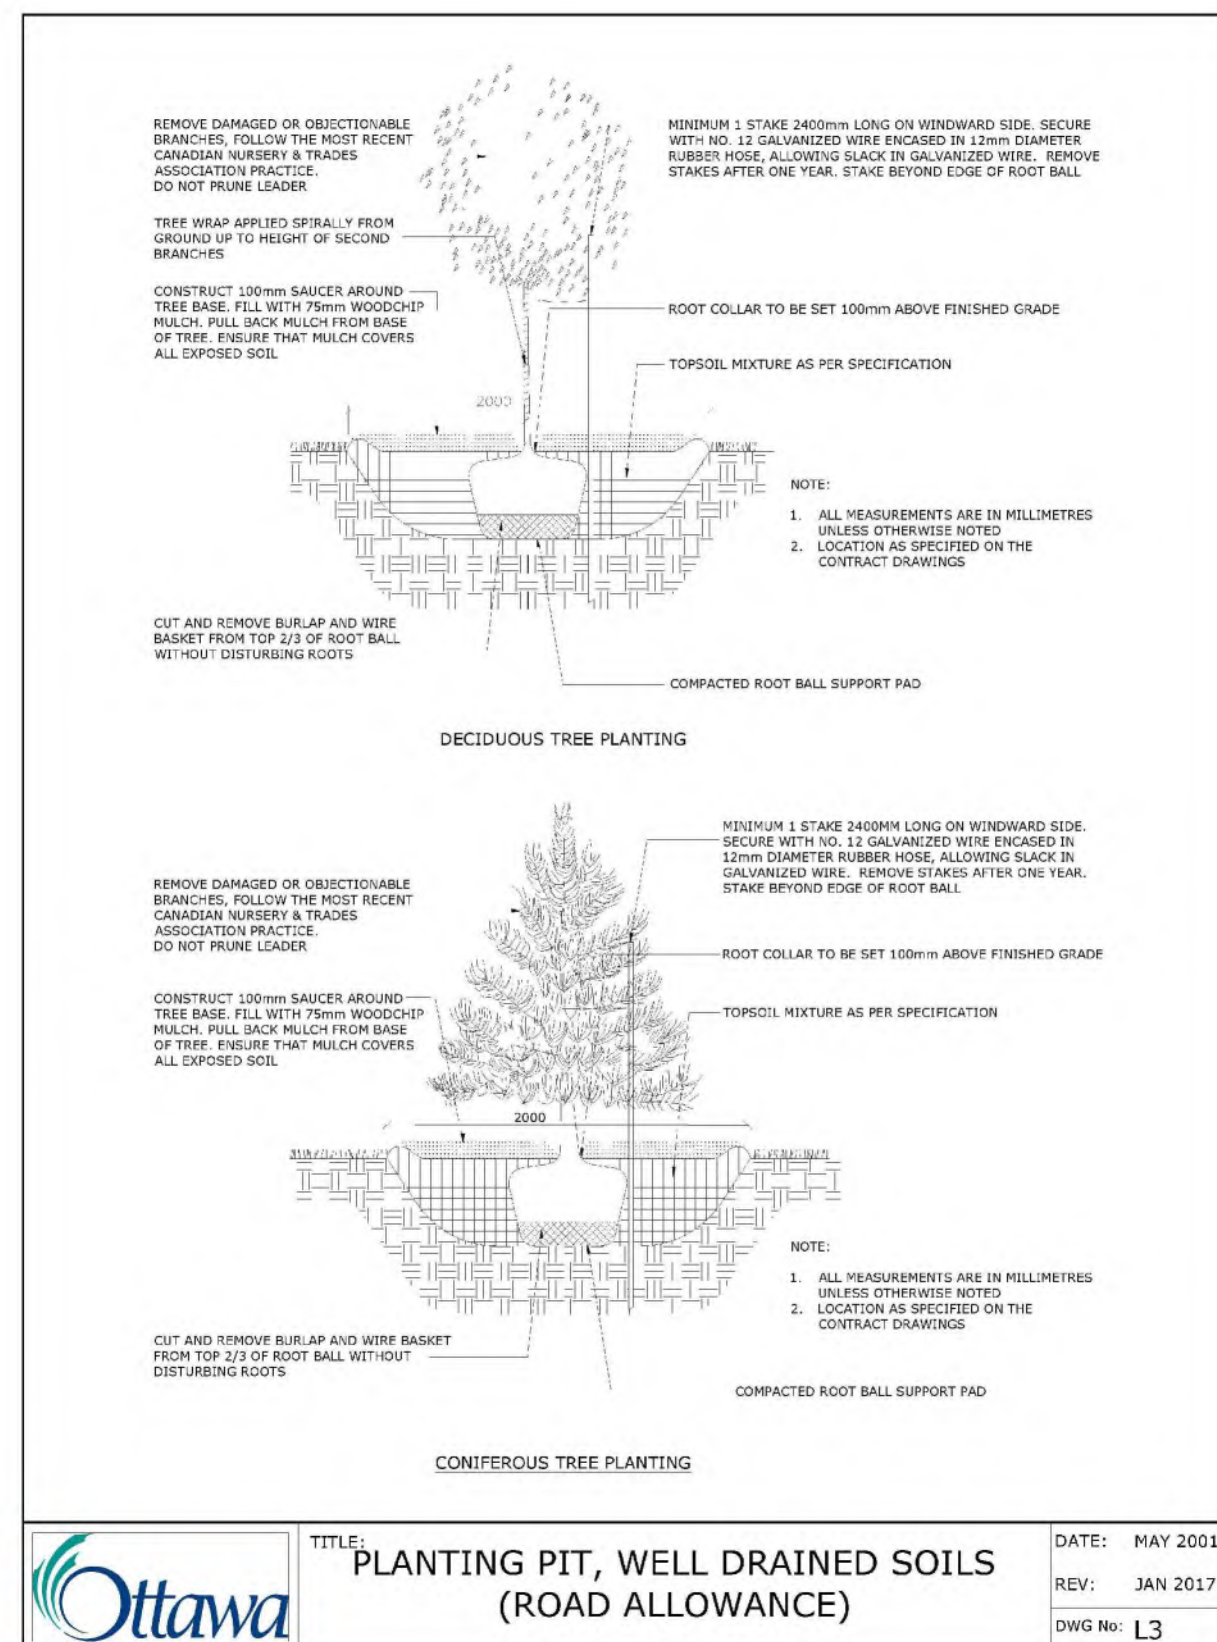 REMOVE DAMAGED OR OBJECTIONABLE
BRANCHES, FOLLOW THE MOST RECENT
CANADIAN NURSERY & TRADES
ASSOCIATION PRACTICE.
DO NOT PRUNE LEADER
TREE WRAP APPLIED SPIRALLY FROM
GROUND UP TO HEIGHT OF SECOND
BRANCHES
CONSTRUCT 100mm SAUCER AROUND
TREE BASE. FILL WITH 75mm WOODCHIP
MULCH. PULL BACK MULCH FROM BASE
OF TREE. ENSURE THAT MULCH COVERS
ALL EXPOSED SOIL
MINIMUM 1 STAKE 2400mm LONG ON WINDWARD SIDE. SECURE
WITH NO. 12 GALVANIZED WIRE ENCASED IN 12mm DIAMETER
RUBBER HOSE, ALLOWING SLACK IN GALVANIZED WIRE. REMOVE
STAKES AFTER ONE YEAR. STAKE BEYOND EDGE OF ROOT BALL
ROOT COLLAR TO BE SET 100mm ABOVE FINISHED GRADE
TOPSOIL MIXTURE AS PER SPECIFICATION
2000
NOTE:
1. ALL MEASUREMENTS ARE IN MILLIMETRES
UNLESS OTHERWISE NOTED
2. LOCATION AS SPECIFIED ON THE
CONTRACT DRAWINGS
CUT AND REMOVE BURLAP AND WIRE
BASKET FROM TOP 2/3 OF ROOT BALL
WITHOUT DISTURBING ROOTS
COMPACTED ROOT BALL SUPPORT PAD
DECIDUOUS TREE PLANTING
MINIMUM 1 STAKE 2400MM LONG ON WINDWARD SIDE.
SECURE WITH NO. 12 GALVANIZED WIRE ENCASED IN
12mm DIAMETER RUBBER HOSE, ALLOWING SLACK IN
GALVANIZED WIRE. REMOVE STAKES AFTER ONE YEAR.
STAKE BEYOND EDGE OF ROOT BALL
REMOVE DAMAGED OR OBJECTIONABLE
BRANCHES, FOLLOW THE MOST RECENT
CANADIAN NURSERY & TRADES
ASSOCIATION PRACTICE.
DO NOT PRUNE LEADER
ROOT COLLAR TO BE SET 100mm ABOVE FINISHED GRADE
CONSTRUCT 100mm SAUCER AROUND
TREE BASE. FILL WITH 75mm WOODCHIP
MULCH. PULL BACK MULCH FROM BASE
OF TREE. ENSURE THAT MULCH COVERS
ALL EXPOSED SOIL
TOPSOIL MIXTURE AS PER SPECIFICATION
2000
NOTE:
1. ALL MEASUREMENTS ARE IN MILLIMETRES
UNLESS OTHERWISE NOTED
2. LOCATION AS SPECIFIED ON THE
CONTRACT DRAWINGS
CUT AND REMOVE BURLAP AND WIRE BASKET
FROM TOP 2/3 OF ROOT BALL WITHOUT
DISTURBING ROOTS
COMPACTED ROOT BALL SUPPORT PAD
CONIFEROUS TREE PLANTING
Ottawa
TITLE:
PLANTING PIT, WELL DRAINED SOILS
(ROAD ALLOWANCE)
DATE: MAY 2001
REV: JAN 2017
DWG No: L3